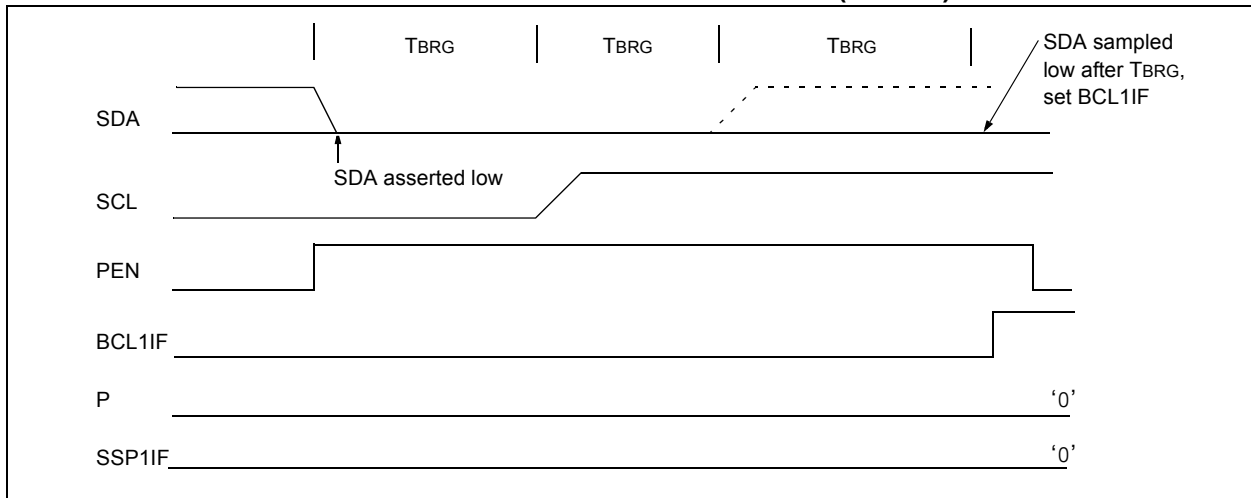 TBRG TBRG TBRG
SDA sampled
low after TBRG,
set BCL1IF
SDA
SDA asserted low
SCL
PEN
BCL1IF
P
‘0’
SSP1IF
‘0’